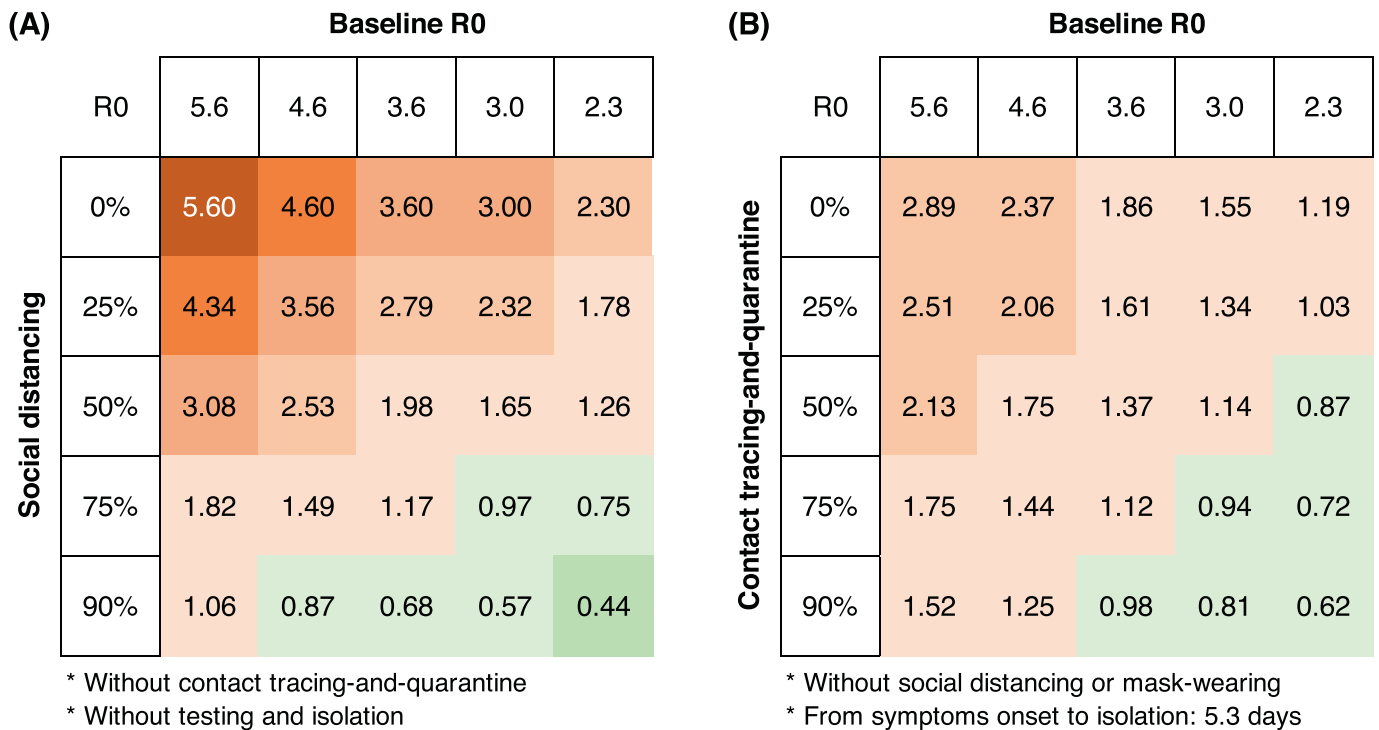 (A)
Baseline R0
R0 5.6 4.6 3.6 3.0 2.3
Social distancing
0% 5.60 4.60 3.60 3.00 2.30
25% 4.34 3.56 2.79 2.32 1.78
50% 3.08 2.53 1.98 1.65 1.26
75% 1.82 1.49 1.17 0.97 0.75
90% 1.06 0.87 0.68 0.57 0.44
* Without contact tracing-and-quarantine
* Without testing and isolation
(B)
Baseline R0
R0 5.6 4.6 3.6 3.0 2.3
Contact tracing-and-quarantine
0% 2.89 2.37 1.86 1.55 1.19
25% 2.51 2.06 1.61 1.34 1.03
50% 2.13 1.75 1.37 1.14 0.87
75% 1.75 1.44 1.12 0.94 0.72
90% 1.52 1.25 0.98 0.81 0.62
* Without social distancing or mask-wearing
* From symptoms onset to isolation: 5.3 days